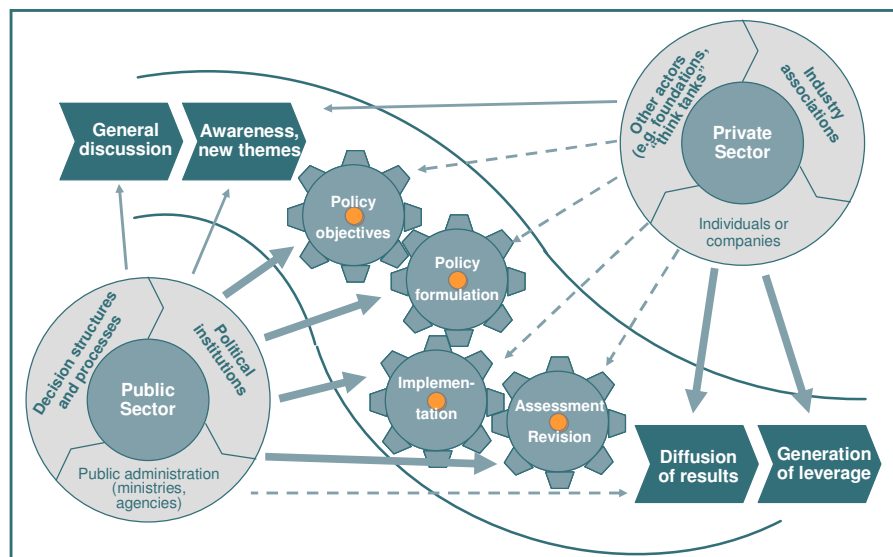 General
discussion
Awareness,
new themes
Other actors
(e.g. foundations,
"think tanks"
Industry
associations
Private
Sector
Individuals or
companies
Policy
objectives
Policy
formulation
Implemen-
tation
Assessment
Revision
Decision structures
and processes
Political
institutions
Public
Sector
Public administration
(ministries,
agencies)
Diffusion
of results
Generation
of leverage